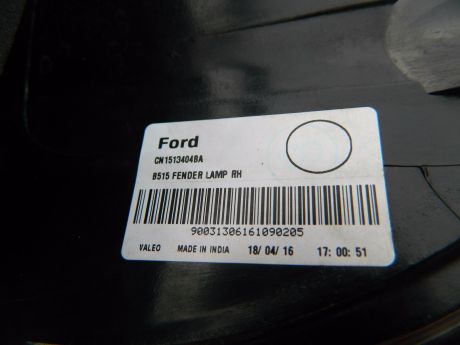 Ford
CN1513404BA
B515 FENDER LAMP RH
90031306161090205
VALEO MADE IN INDIA 18/04/16 17:00:51